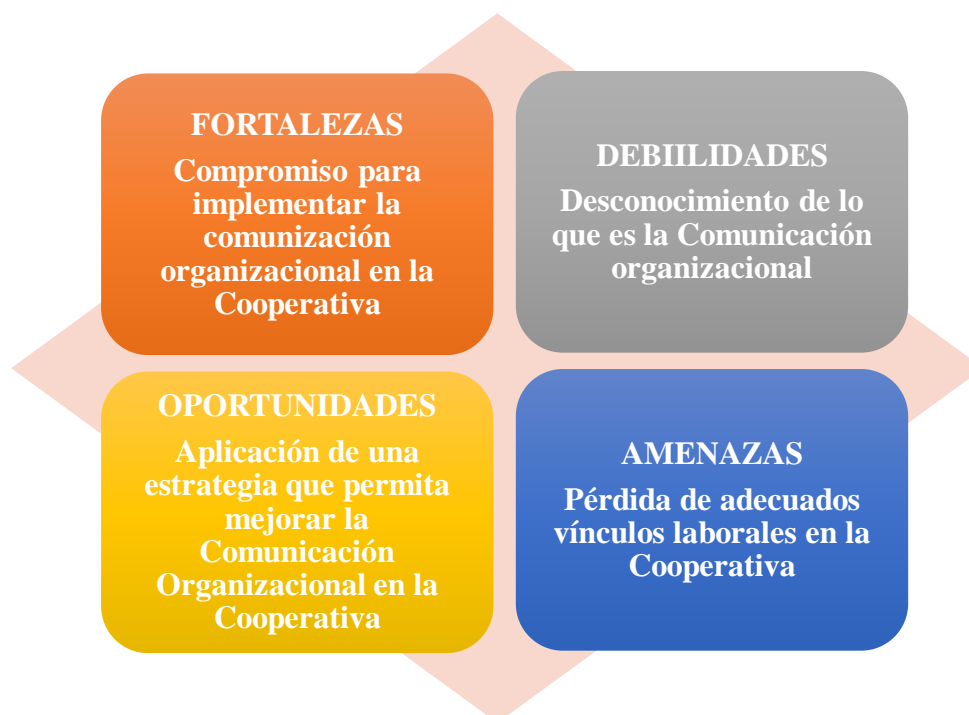 FORTALEZAS
Compromiso para
implementar la
comunización
organizacional en la
Cooperativa
DEBIILIDADES
Desconocimiento de lo
que es la Comunicación
organizacional
OPORTUNIDADES
Aplicación de una
estrategia que permita
mejorar la
Comunicación
Organizacional en la
Cooperativa
AMENAZAS
Pérdida de adecuados
vínculos laborales en la
Cooperativa